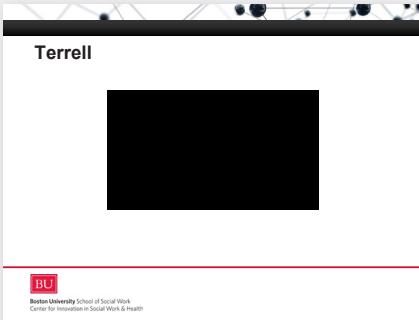 Terrell
BU
Boston University School of Social Work
Center for Innovation in Social Work & Health